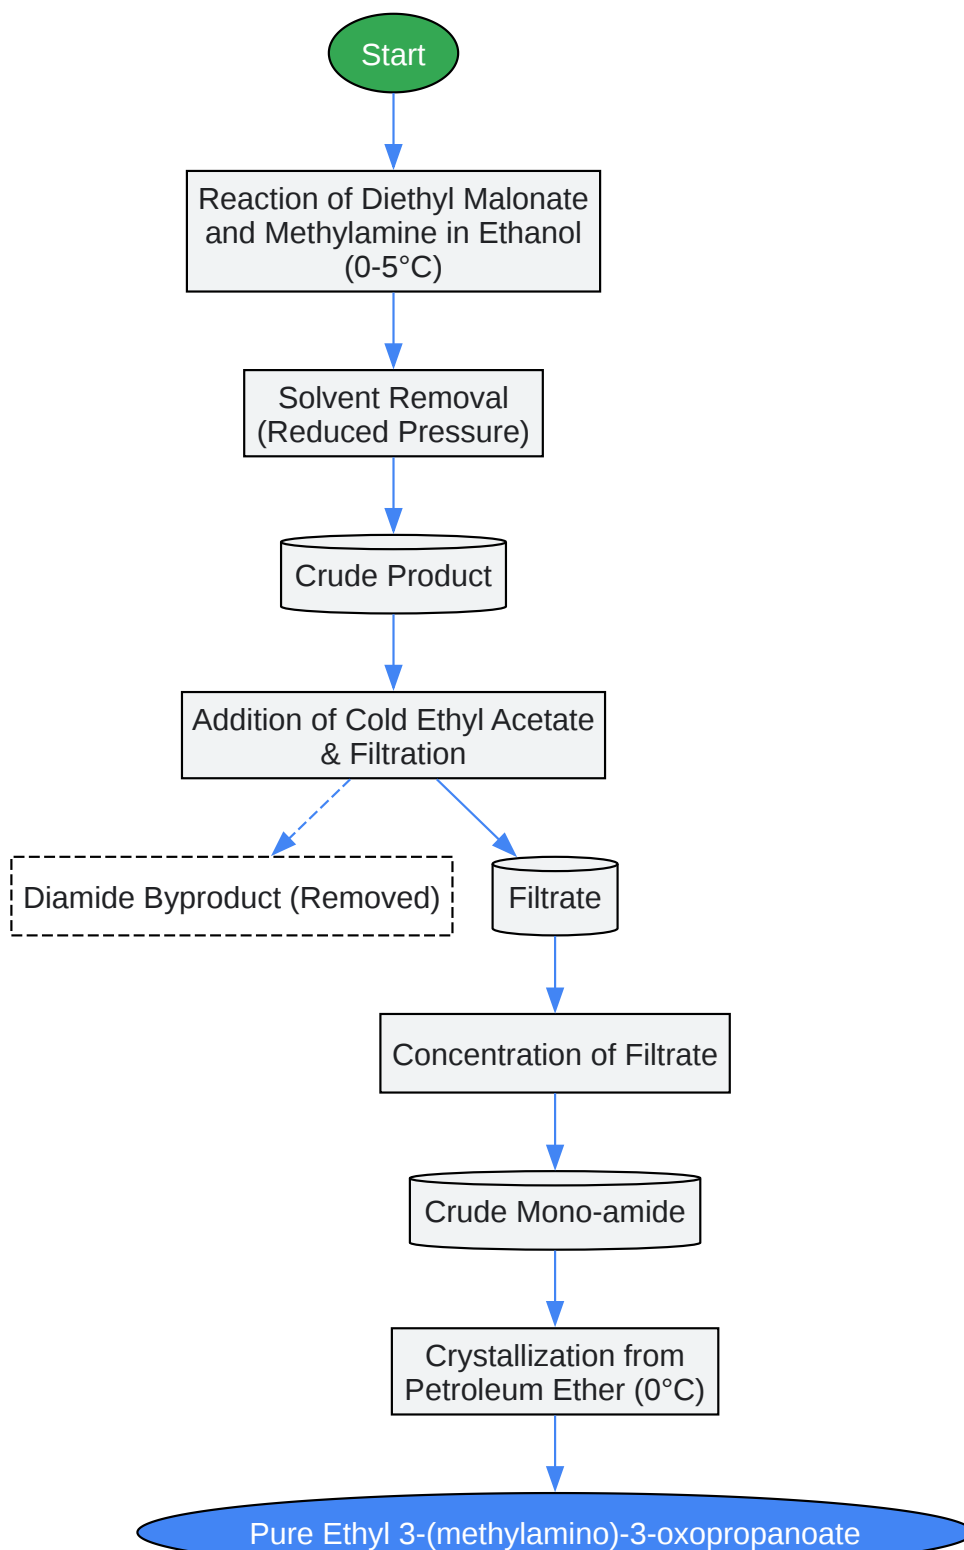 Start
Reaction of Diethyl Malonate
and Methylamine in Ethanol
(0-5°C)
Solvent Removal
(Reduced Pressure)
Crude Product
Addition of Cold Ethyl Acetate
& Filtration
Diamide Byproduct (Removed)
Filtrate
Concentration of Filtrate
Crude Mono-amide
Crystallization from
Petroleum Ether (0°C)
Pure Ethyl 3-(methylamino)-3-oxopropanoate